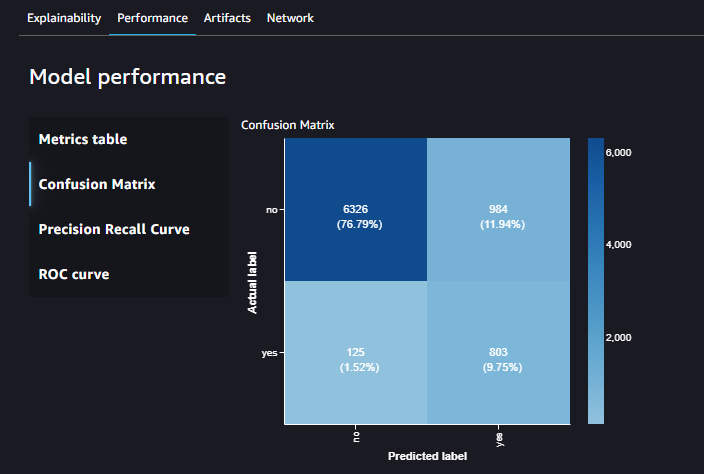 Explainability Performance Artifacts Network
Model performance
Metrics table
Confusion Matrix
Precision Recall Curve
ROC curve
Confusion Matrix
Actual label
no
yes
6326
(76.79%)
984
(11.94%)
125
(1.52%)
803
(9.75%)
no
yes
Predicted label
6,000
4,000
2,000